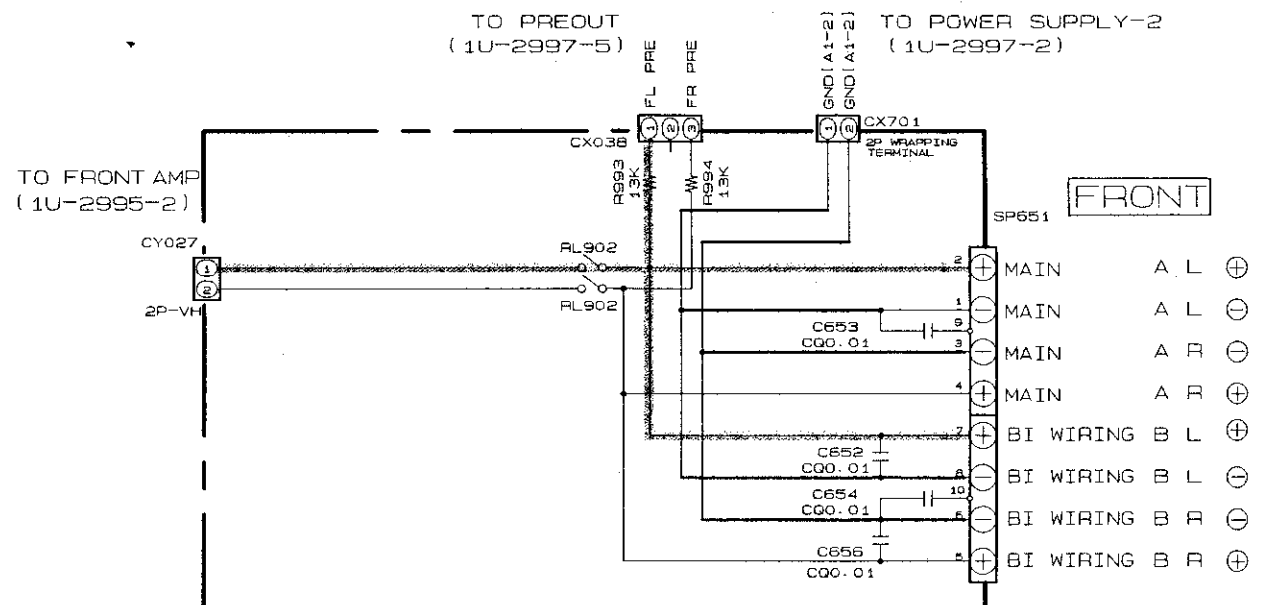 TO PREOUT
(1U-2997-5)
TO POWER SUPPLY-2
(1U-2997-2)
FL PRE
FR PRE
GND(A1-2)
GND(A1-2)
1
2
3
CX038
1
2
CX701
2P WRAPPING
TERMINAL
R993
13K
R994
13K
TO FRONT AMP
(1U-2995-2)
CY027
1
2
2P-VH
RL902
RL902
FRONT
SP651
2 + MAIN A L +
1 - MAIN A L -
C653
CQ0.01
9
3 - MAIN A R -
4 + MAIN A R +
7 + BI WIRING B L +
C652
CQ0.01
8 - BI WIRING B L -
C654
CQ0.01
10
6 - BI WIRING B R -
C656
CQ0.01
5 + BI WIRING B R +